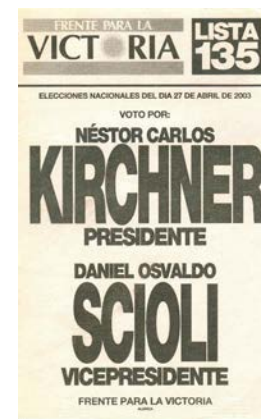 FRENTE PARA LA
VICTORIA
LISTA
135
ELECCIONES NACIONALES DEL DIA 27 DE ABRIL DE 2003
VOTO POR:
NÉSTOR CARLOS
KIRCHNER
PRESIDENTE
DANIEL OSVALDO
SCIOLI
VICEPRESIDENTE
FRENTE PARA LA VICTORIA